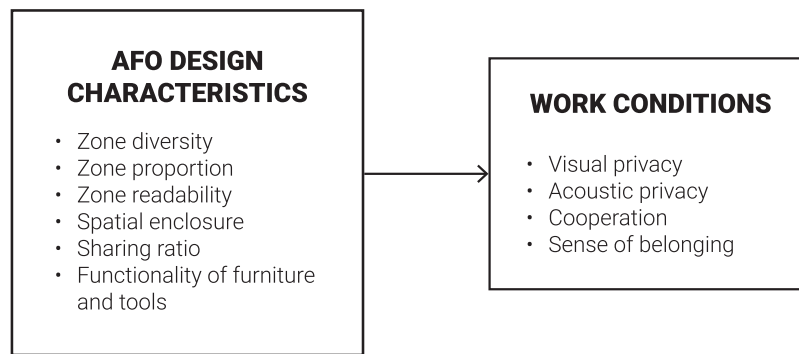 AFO DESIGN
CHARACTERISTICS
• Zone diversity
• Zone proportion
• Zone readability
• Spatial enclosure
• Sharing ratio
• Functionality of furniture
and tools
WORK CONDITIONS
• Visual privacy
• Acoustic privacy
• Cooperation
• Sense of belonging